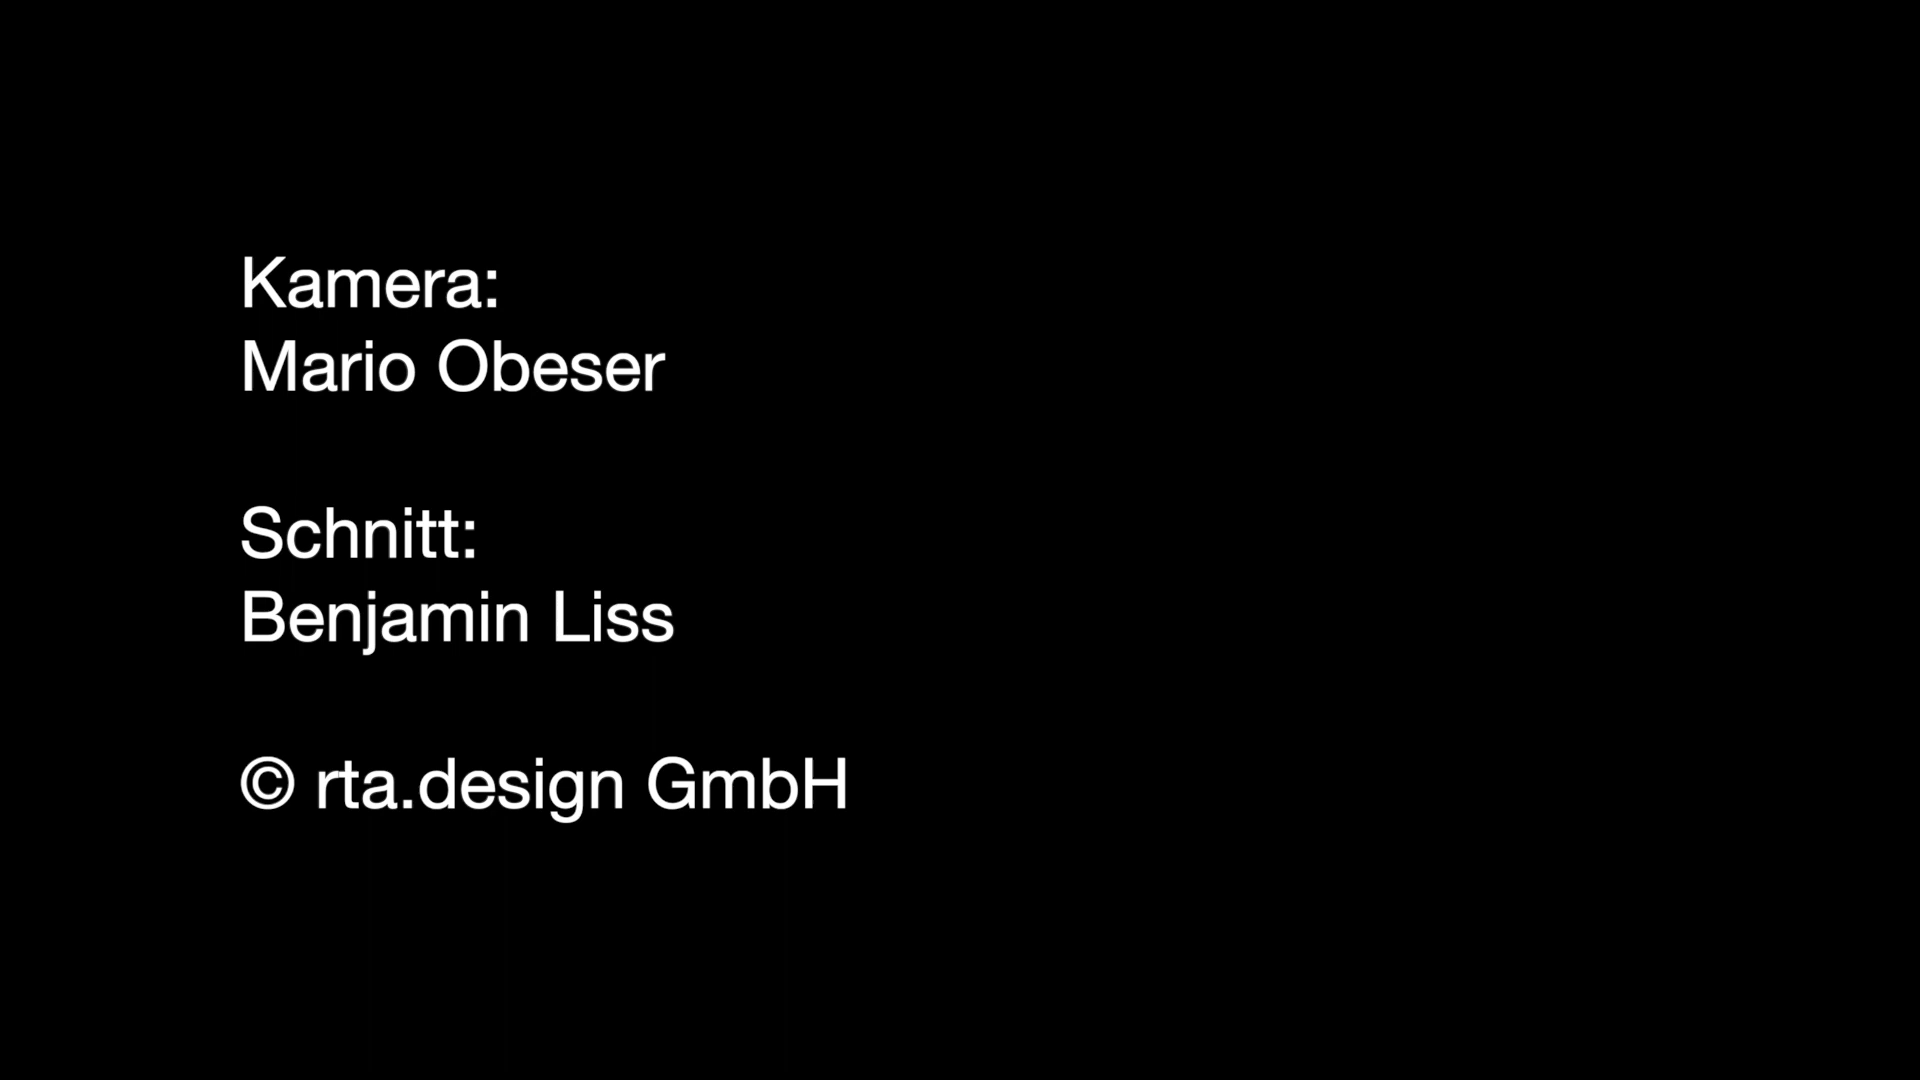 Kamera:
Mario Obeser
Schnitt:
Benjamin Liss
© rta.design GmbH